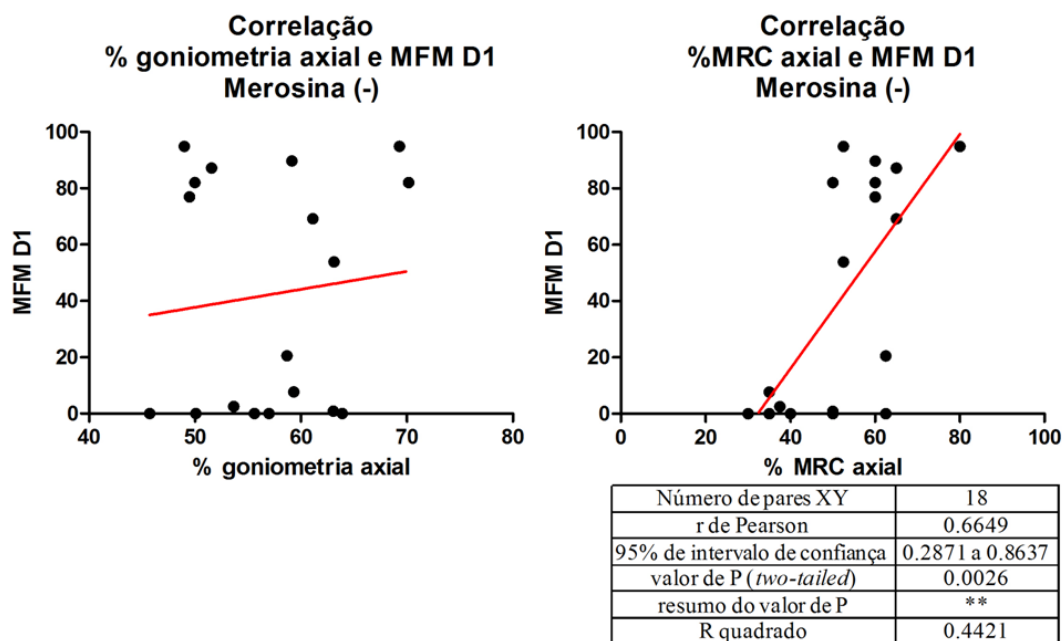 Correlação
% goniometria axial e MFM D1
Merosina (-)
MFM D1
100
80
60
40
20
0
40
50
60
70
80
% goniometria axial
Correlação
%MRC axial e MFM D1
Merosina (-)
MFM D1
100
80
60
40
20
0
0
20
40
60
80
100
% MRC axial
Número de pares XY 18
r de Pearson 0.6649
95% de intervalo de confiança 0.2871 a 0.8637
valor de P (two-tailed) 0.0026
resumo do valor de P **
R quadrado 0.4421